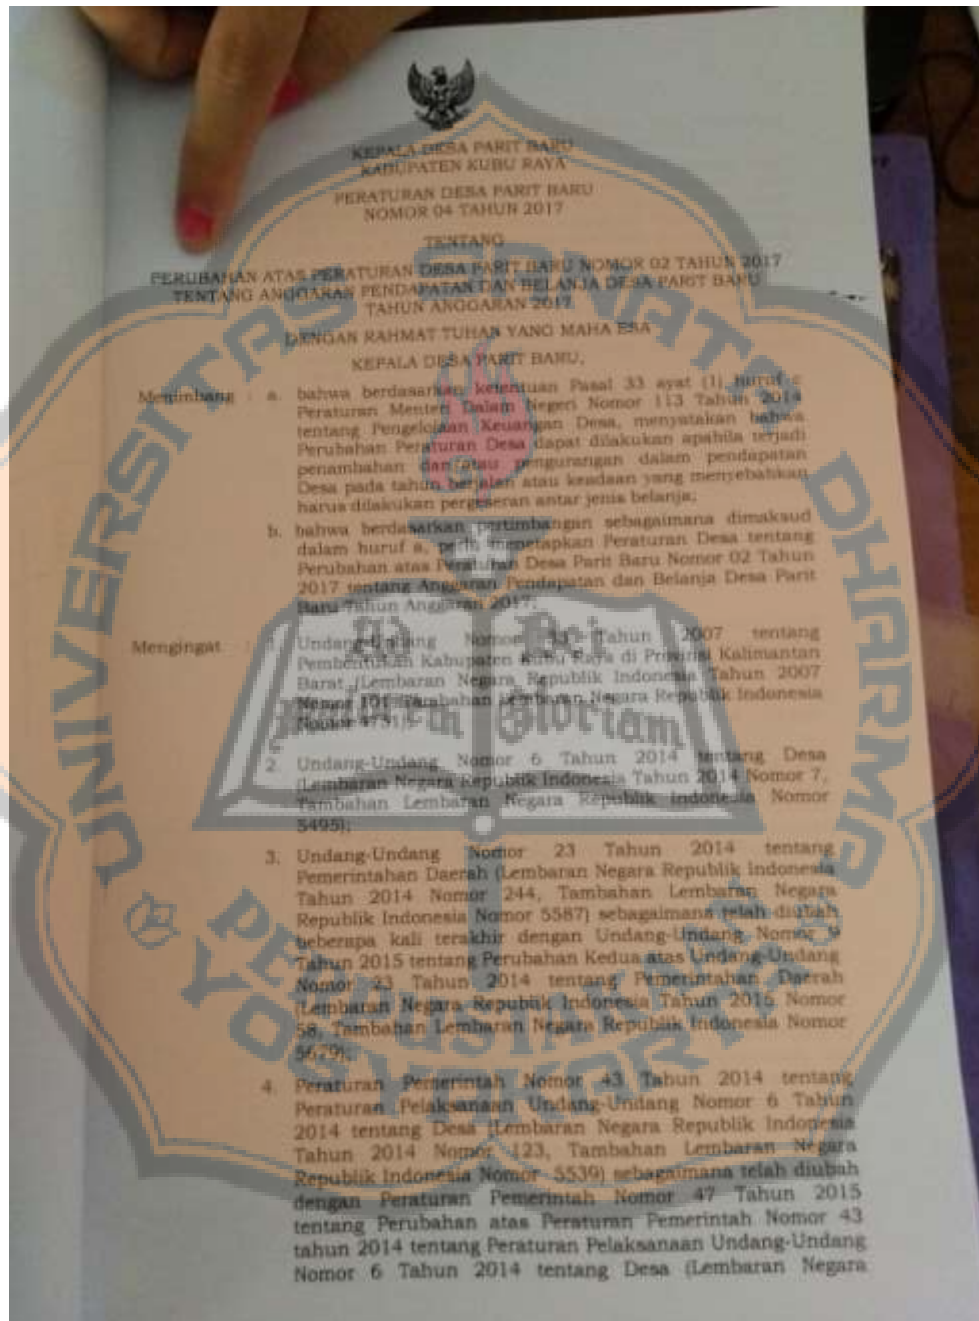 KEPALA DESA PARIT BARU
KABUPATEN KUBU RAYA
PERATURAN DESA PARIT BARU
NOMOR 04 TAHUN 2017
TENTANG
PERUBAHAN ATAS PERATURAN DESA PARIT BARU NOMOR 02 TAHUN 2017
TENTANG ANGGARAN PENDAPATAN DAN BELANJA DESA PARIT BARU
TAHUN ANGGARAN 2017
DENGAN RAHMAT TUHAN YANG MAHA ESA
KEPALA DESA PARIT BARU,
Menimbang : a. bahwa berdasarkan ketentuan Pasal 33 ayat (1) huruf c
Peraturan Menteri Dalam Negeri Nomor 113 Tahun 2014
tentang Pengelolaan Keuangan Desa, menyatakan bahwa
Perubahan Peraturan Desa dapat dilakukan apabila terjadi
penambahan dan/atau pengurangan dalam pendapatan
Desa pada tahun berjalan atau keadaan yang menyebabkan
harus dilakukan pergeseran antar jenis belanja;
b. bahwa berdasarkan pertimbangan sebagaimana dimaksud
dalam huruf a, perlu menetapkan Peraturan Desa tentang
Perubahan atas Peraturan Desa Parit Baru Nomor 02 Tahun
2017 tentang Anggaran Pendapatan dan Belanja Desa Parit
Baru Tahun Anggaran 2017;
Mengingat : 1. Undang-Undang Nomor Tahun 2007 tentang
Pembentukan Kabupaten Kubu Raya di Provinsi Kalimantan
Barat (Lembaran Negara Republik Indonesia Tahun 2007
Nomor 101 Tambahan Lembaran Negara Republik Indonesia
Nomor 4751);
2. Undang-Undang Nomor 6 Tahun 2014 tentang Desa
(Lembaran Negara Republik Indonesia Tahun 2014 Nomor 7,
Tambahan Lembaran Negara Republik Indonesia Nomor
5495);
3. Undang-Undang Nomor 23 Tahun 2014 tentang
Pemerintahan Daerah (Lembaran Negara Republik Indonesia
Tahun 2014 Nomor 244, Tambahan Lembaran Negara
Republik Indonesia Nomor 5587) sebagaimana telah diubah
beberapa kali terakhir dengan Undang-Undang Nomor 9
Tahun 2015 tentang Perubahan Kedua atas Undang-Undang
Nomor 23 Tahun 2014 tentang Pemerintahan Daerah
(Lembaran Negara Republik Indonesia Tahun 2015 Nomor
58, Tambahan Lembaran Negara Republik Indonesia Nomor
5679);
4. Peraturan Pemerintah Nomor 43 Tahun 2014 tentang
Peraturan Pelaksanaan Undang-Undang Nomor 6 Tahun
2014 tentang Desa (Lembaran Negara Republik Indonesia
Tahun 2014 Nomor 123, Tambahan Lembaran Negara
Republik Indonesia Nomor 5539) sebagaimana telah diubah
dengan Peraturan Pemerintah Nomor 47 Tahun 2015
tentang Perubahan atas Peraturan Pemerintah Nomor 43
tahun 2014 tentang Peraturan Pelaksanaan Undang-Undang
Nomor 6 Tahun 2014 tentang Desa (Lembaran Negara
UNIVERSITAS SANATA DHARMA
Ad Dei
Gloriam
PERPUSTAKAAN
YOGYAKARTA